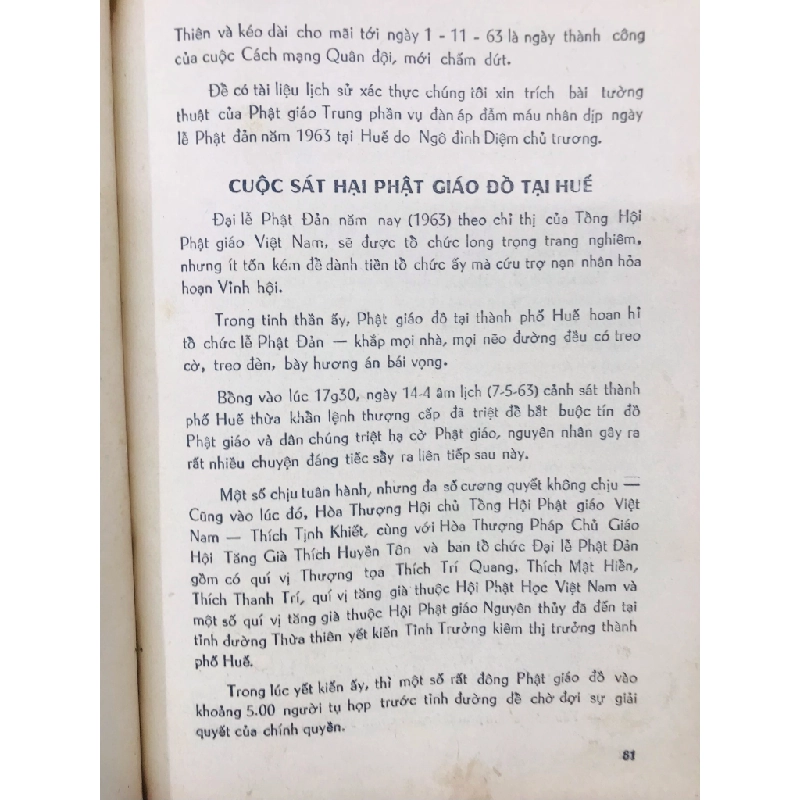 Thiên và kéo dài cho mãi tới ngày 1 - 11 - 63 là ngày thành công
của cuộc Cách mạng Quân đội, mới chấm dứt.
Để có tài liệu lịch sử xác thực chúng tôi xin trích bài tường
thuật của Phật giáo Trung phần vụ đàn áp đẫm máu nhân dịp ngày
lễ Phật đản năm 1963 tại Huế do Ngô đình Diệm chủ trương.
CUỘC SÁT HẠI PHẬT GIÁO ĐỒ TẠI HUẾ
Đại lễ Phật Đản năm nay (1963) theo chỉ thị của Tổng Hội
Phật giáo Việt Nam, sẽ được tổ chức long trọng trang nghiêm,
nhưng ít tốn kém để dành tiền tổ chức ấy mà cứu trợ nạn nhân hỏa
hoạn Vĩnh hội.
Trong tinh thần ấy, Phật giáo đồ tại thành phố Huế hoan hỉ
tổ chức lễ Phật Đản — khắp mọi nhà, mọi nẽo đường đều có treo
cờ, treo đèn, bày hương án bái vọng.
Bỗng vào lúc 17g30, ngày 14-4 âm lịch (7-5-63) cảnh sát thành
phố Huế thừa khẩn lệnh thượng cấp đã triệt để bắt buộc tín đồ
Phật giáo và dân chúng triệt hạ cờ Phật giáo, nguyên nhân gây ra
rất nhiều chuyện đáng tiếc sẩy ra liên tiếp sau này.
Một số chịu tuân hành, nhưng đa số cương quyết không chịu —
Cũng vào lúc đó, Hòa Thượng Hội chủ Tổng Hội Phật giáo Việt
Nam — Thích Tịnh Khiết, cùng với Hòa Thượng Pháp Chủ Giáo
Hội Tăng Già Thích Huyền Tôn và ban tổ chức Đại lễ Phật Đản
gồm có quí vị Thượng tọa Thích Trí Quang, Thích Mật Hiển,
Thích Thanh Trí, quí vị tăng già thuộc Hội Phật Học Việt Nam và
một số quí vị tăng già thuộc Hội Phật giáo Nguyên thủy đã đến tại
tỉnh đường Thừa thiên yết kiến Tỉnh Trưởng kiêm thị trưởng thành
phố Huế.
Trong lúc yết kiến ấy, thì một số rất đông Phật giáo đồ vào
khoảng 5.00 người tụ họp trước tỉnh đường để chờ đợi sự giải
quyết của chính quyền.
81